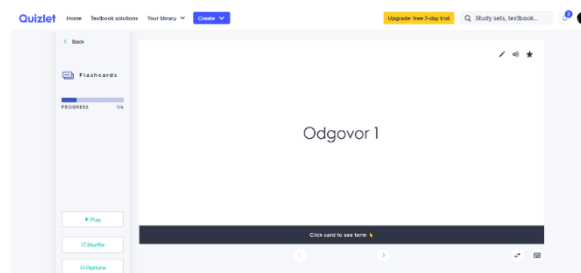 Quizlet Home Textbook solutions Your library Create Upgrade: free 7-day trial Study sets, textbook...
Back
Flashcards
PROGRESS 1/4
Odgovor 1
Play
Click card to see term
Shuffle
Options